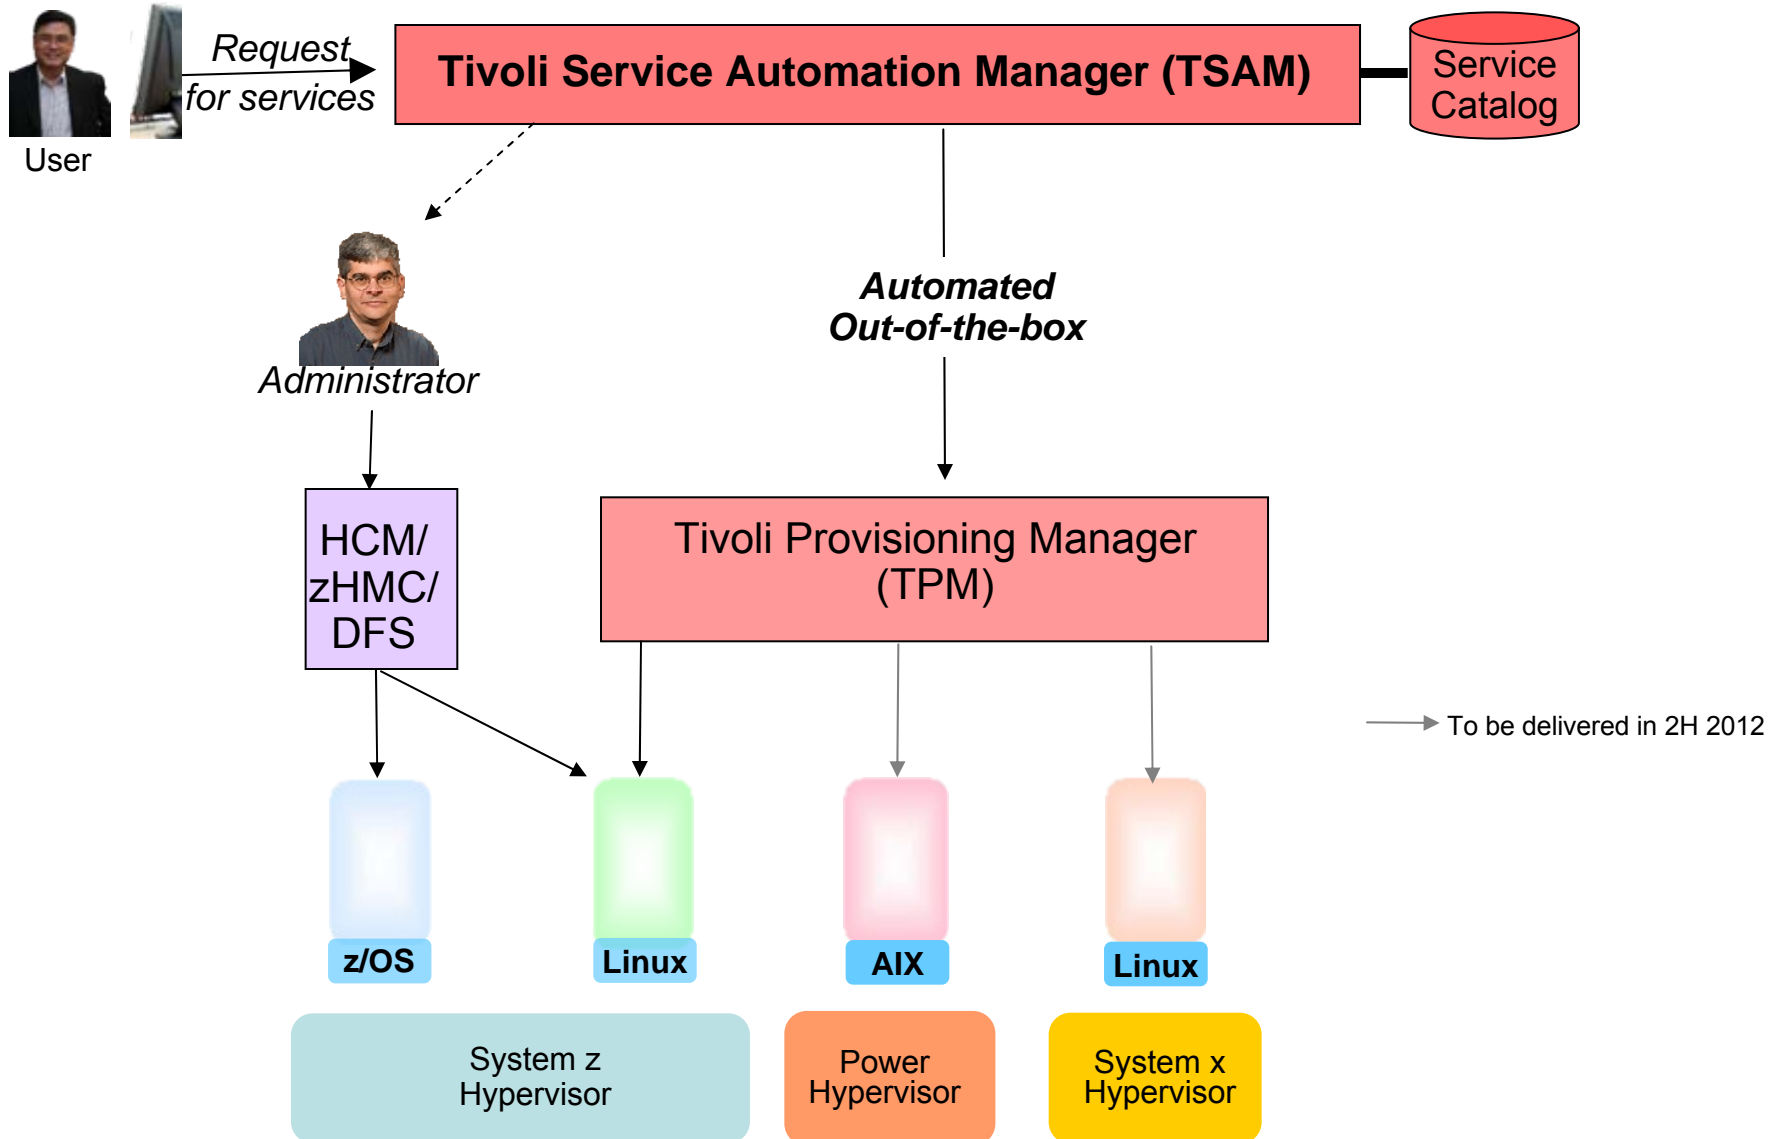 Request
for services
Tivoli Service Automation Manager (TSAM)
Service
Catalog
User
Automated
Out-of-the-box
Administrator
HCM/
zHMC/
DFS
Tivoli Provisioning Manager
(TPM)
To be delivered in 2H 2012
z/OS
Linux
AIX
Linux
System z
Hypervisor
Power
Hypervisor
System x
Hypervisor